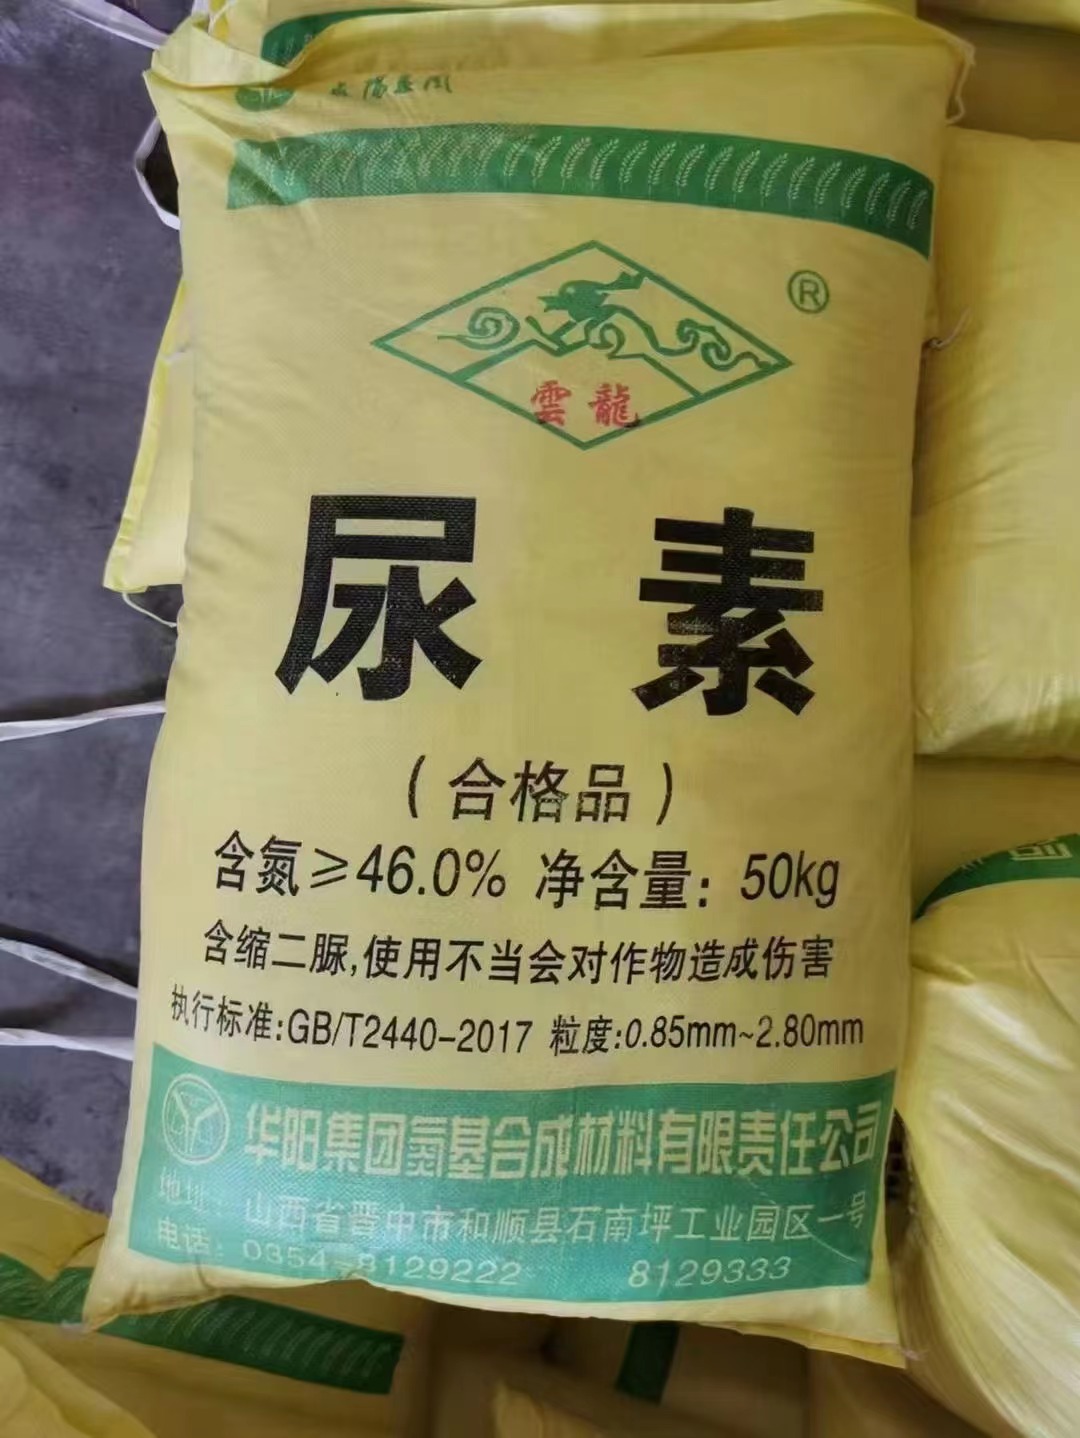 ®
雲龍
尿素
(合格品)
含氮≥46.0% 净含量: 50kg
含缩二脲,使用不当会对作物造成伤害
执行标准:GB/T2440-2017 粒度:0.85mm~2.80mm
华阳集团氨基合成材料有限责任公司
地址: 山西省晋中市和顺县石南坪工业园区一号
电话: 0354-8129222 8129333
司